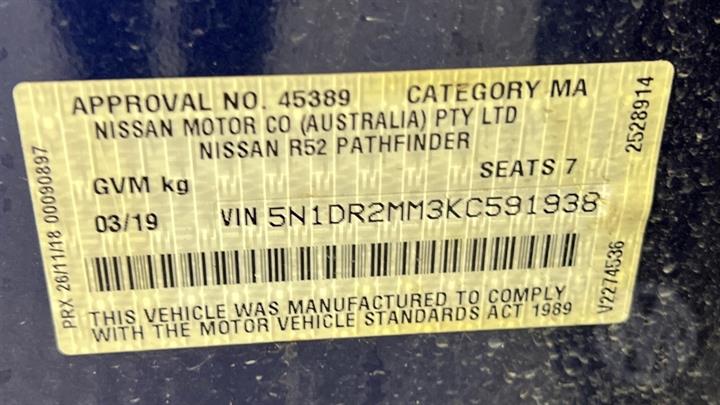 APPROVAL NO. 45389 CATEGORY MA
NISSAN MOTOR CO (AUSTRALIA) PTY LTD
NISSAN R52 PATHFINDER
GVM kg SEATS 7
03/19 VIN 5N1DR2MM3KC591938
THIS VEHICLE WAS MANUFACTURED TO COMPLY
WITH THE MOTOR VEHICLE STANDARDS ACT 1989
PRX 26/11/18 00090897
2528914
V2274536